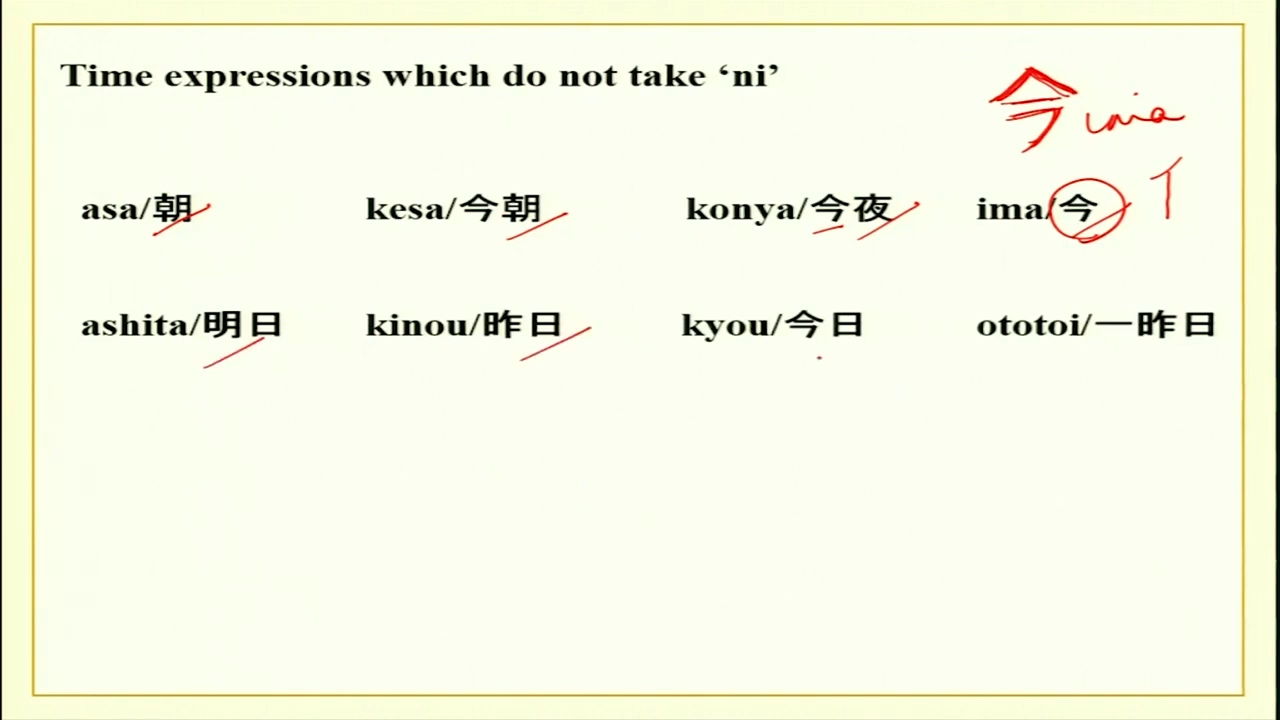 Time expressions which do not take ‘ni’
今 ima
asa/朝 kesa/今朝 konya/今夜 ima/今
ashita/明日 kinou/昨日 kyou/今日 ototoi/一昨日